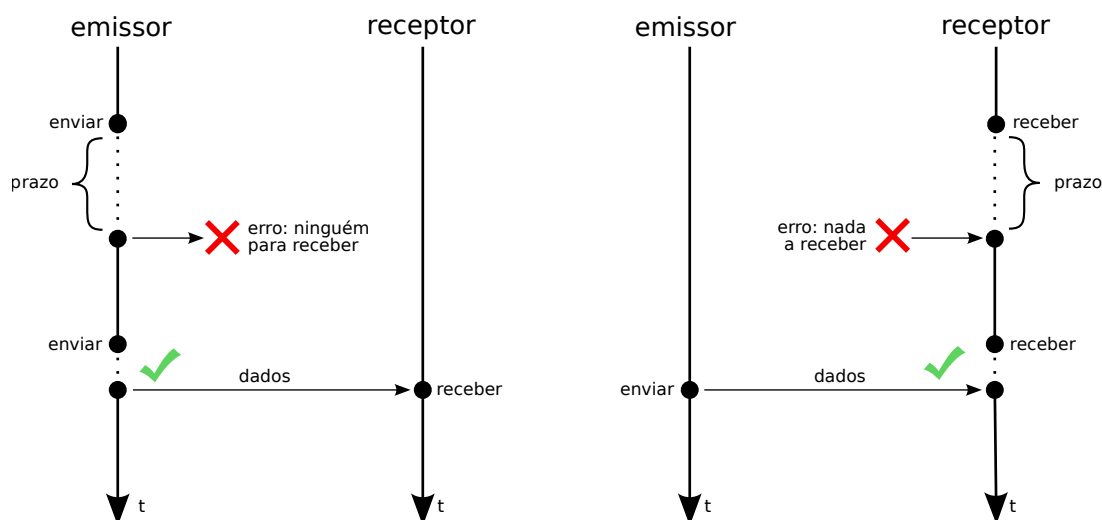 emissor
receptor
enviar
prazo
erro: ninguém
para receber
enviar
dados
receber
t
t
emissor
receptor
receber
prazo
erro: nada
a receber
receber
enviar
dados
t
t